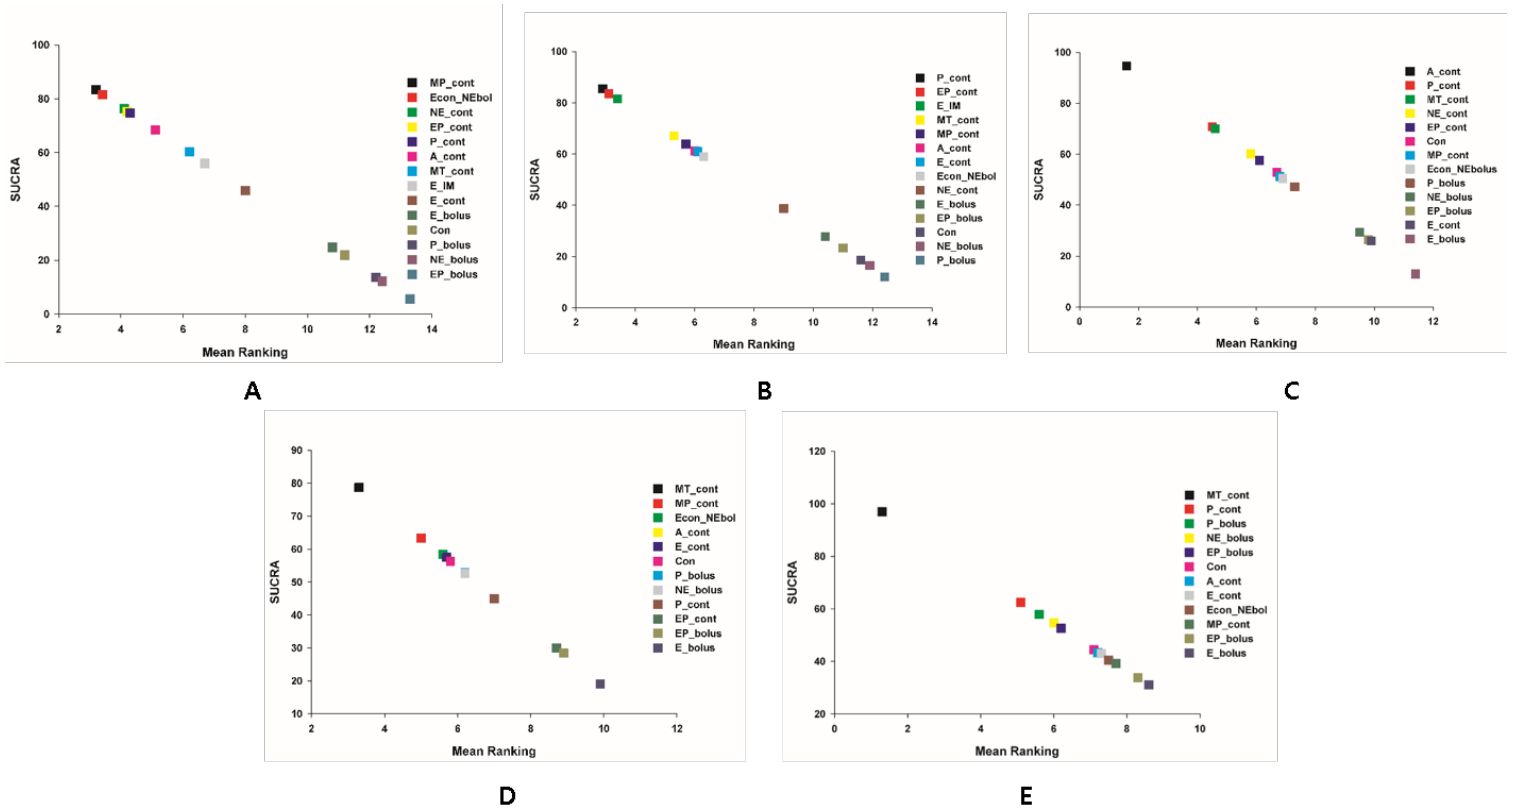 100
80
60
40
20
0
SUCRA
2 4 6 8 10 12 14
Mean Ranking
MP_cont
Econ_NEbol
NE_cont
EP_cont
P_cont
A_cont
MT_cont
E_IM
E_cont
E_bolus
Con
P_bolus
NE_bolus
EP_bolus
A
100
80
60
40
20
0
SUCRA
2 4 6 8 10 12 14
Mean Ranking
P_cont
EP_cont
E_IM
MT_cont
MP_cont
A_cont
E_cont
Econ_NEbol
NE_cont
E_bolus
EP_bolus
Con
NE_bolus
P_bolus
B
100
80
60
40
20
0
SUCRA
0 2 4 6 8 10 12
Mean Ranking
A_cont
P_cont
MT_cont
NE_cont
EP_cont
Con
MP_cont
Econ_NEbolus
P_bolus
NE_bolus
EP_bolus
E_cont
E_bolus
C
90
80
70
60
50
40
30
20
10
SUCRA
2 4 6 8 10 12
Mean Ranking
MT_cont
MP_cont
Econ_NEbol
A_cont
E_cont
Con
P_bolus
NE_bolus
P_cont
EP_cont
EP_bolus
E_bolus
D
120
100
80
60
40
20
SUCRA
0 2 4 6 8 10
Mean Ranking
MT_cont
P_cont
P_bolus
NE_bolus
EP_bolus
Con
A_cont
E_cont
Econ_NEbol
MP_cont
EP_bolus
E_bolus
E